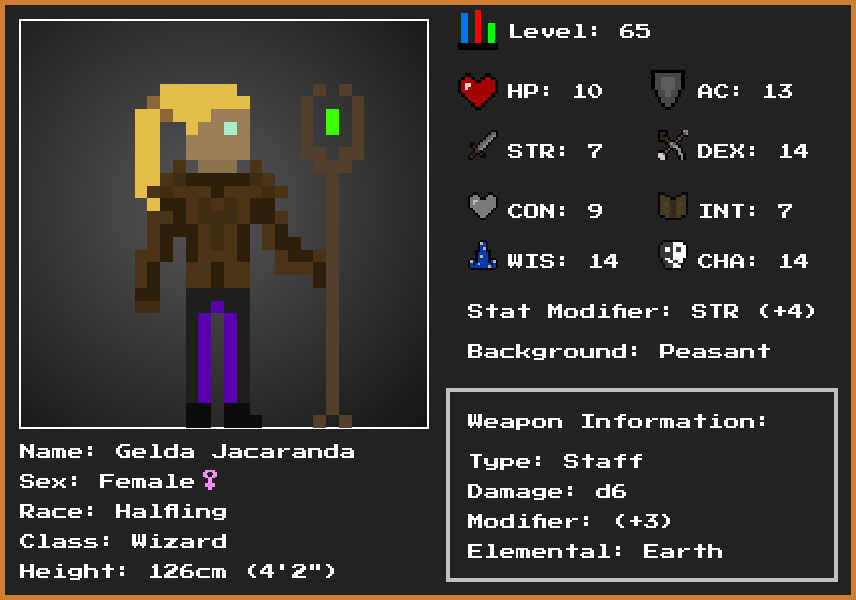 Level: 65
HP: 10
AC: 13
STR: 7
DEX: 14
CON: 9
INT: 7
WIS: 14
CHA: 14
Stat Modifier: STR (+4)
Background: Peasant
Weapon Information:
Type: Staff
Damage: d6
Modifier: (+3)
Elemental: Earth
Name: Gelda Jacaranda
Sex: Female♀
Race: Halfling
Class: Wizard
Height: 126cm (4'2")